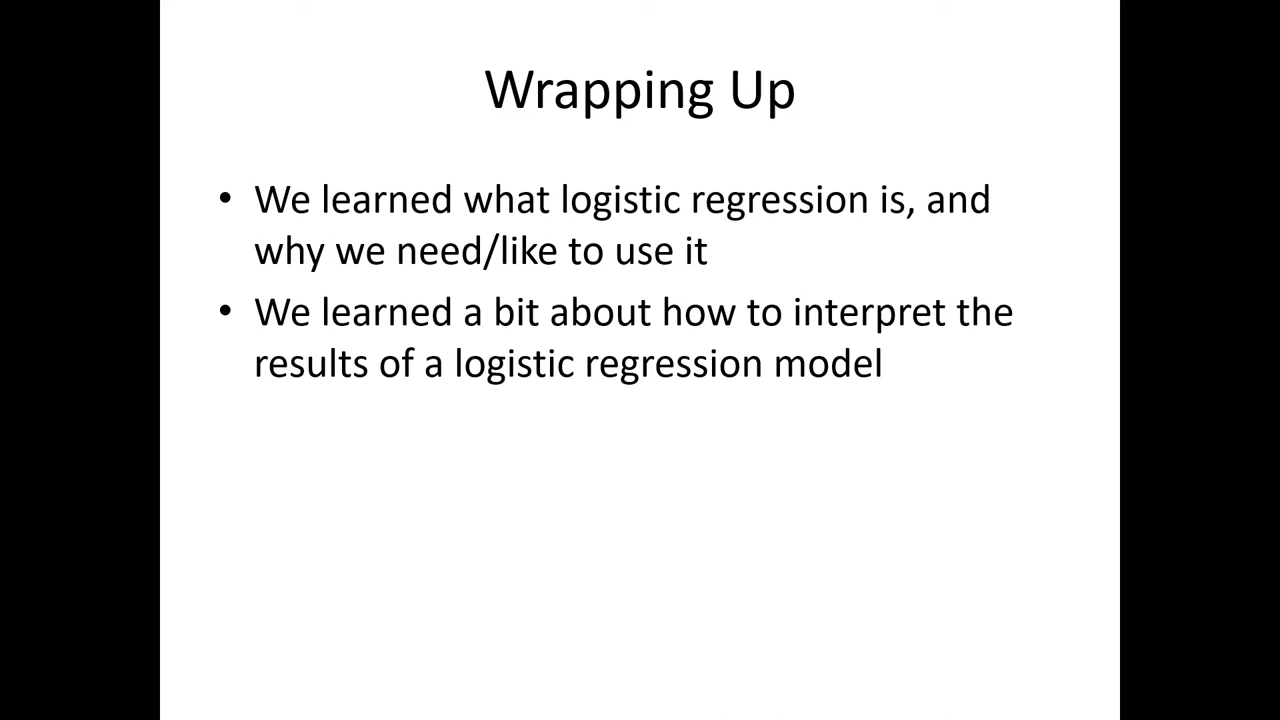 Wrapping Up
• We learned what logistic regression is, and
why we need/like to use it
• We learned a bit about how to interpret the
results of a logistic regression model